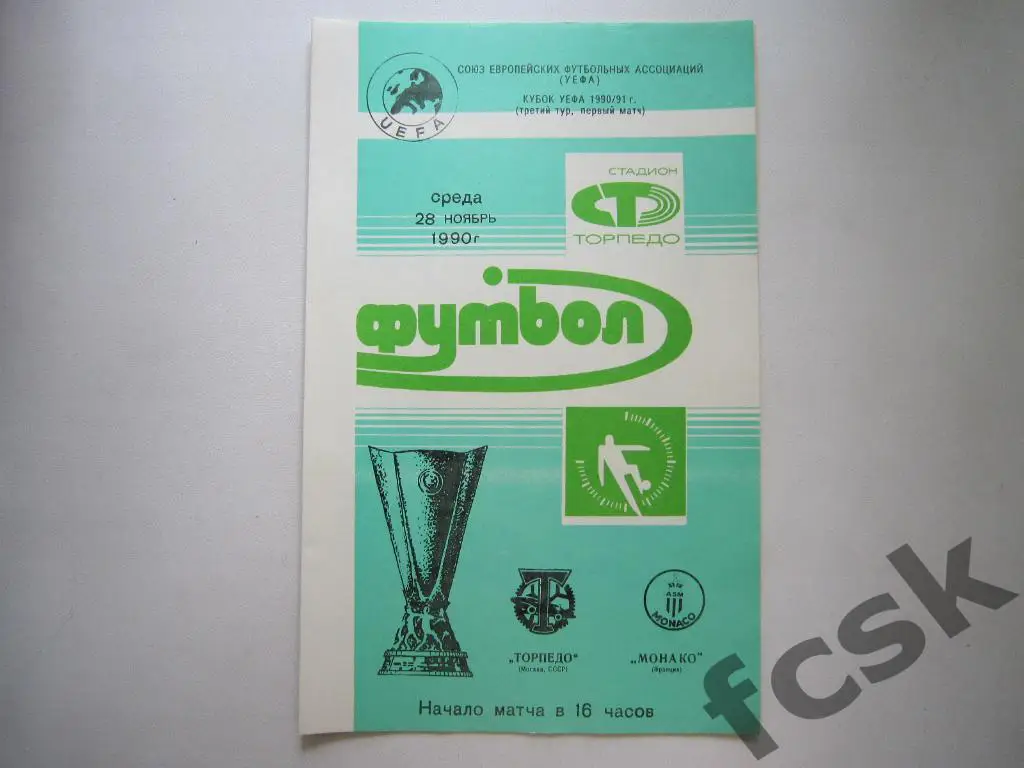 СОЮЗ ЕВРОПЕЙСКИХ ФУТБОЛЬНЫХ АССОЦИАЦИЙ
(УЕФА)
КУБОК УЕФА 1990/91 г.
(третий тур, первый матч)
UEFA
среда
28 НОЯБРЬ
1990г
СТАДИОН
ТОРПЕДО
футбол
Т
ASM
MONACO
„ТОРПЕДО"
(Москва, СССР)
„МОНАКО"
(Франция)
Начало матча в 16 часов
fcsk